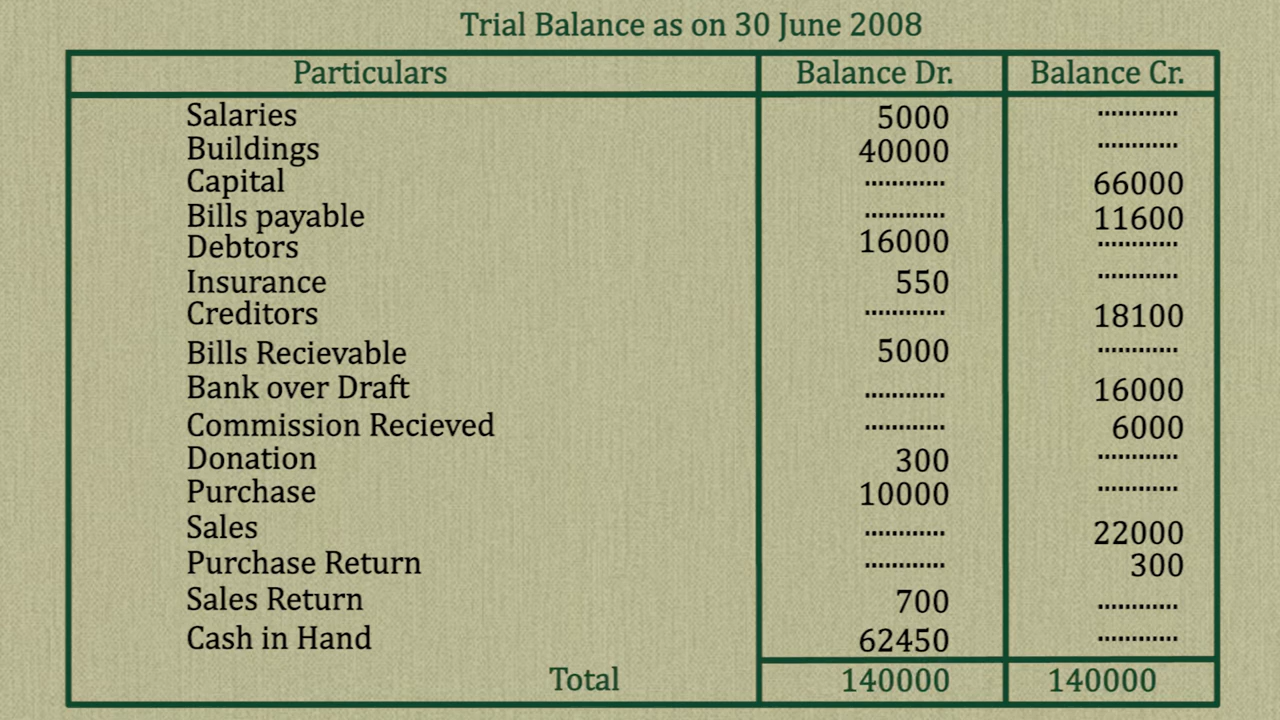 Trial Balance as on 30 June 2008
Particulars Balance Dr. Balance Cr.
Salaries 5000 ............
Buildings 40000 ............
Capital ............ 66000
Bills payable ............ 11600
Debtors 16000 ............
Insurance 550 ............
Creditors ............ 18100
Bills Recievable 5000 ............
Bank over Draft ............ 16000
Commission Recieved ............ 6000
Donation 300 ............
Purchase 10000 ............
Sales ............ 22000
Purchase Return ............ 300
Sales Return 700 ............
Cash in Hand 62450 ............
Total 140000 140000